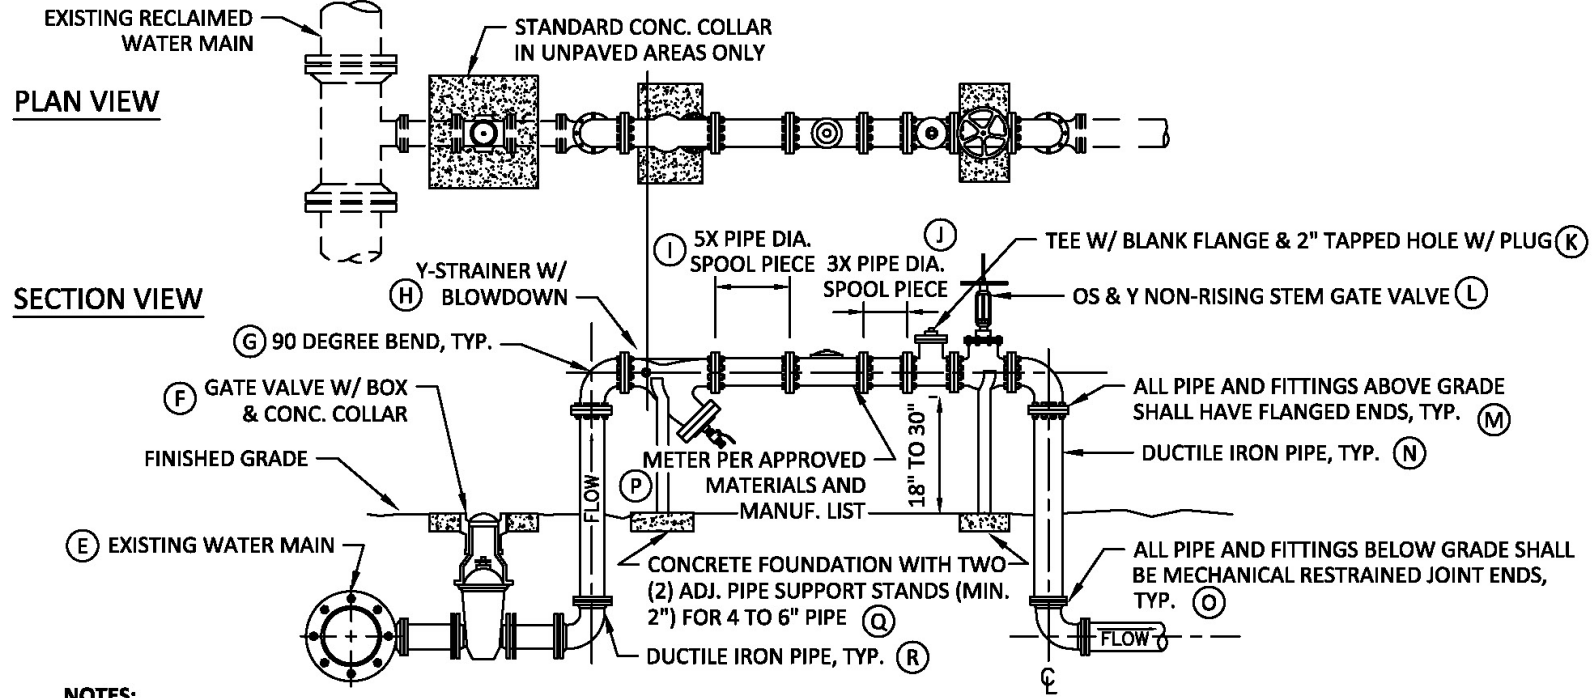 EXISTING RECLAIMED
WATER MAIN
STANDARD CONC. COLLAR
IN UNPAVED AREAS ONLY
PLAN VIEW
SECTION VIEW
I 5X PIPE DIA.
SPOOL PIECE
J
3X PIPE DIA.
SPOOL PIECE
TEE W/ BLANK FLANGE & 2" TAPPED HOLE W/ PLUG K
H Y-STRAINER W/
BLOWDOWN
OS & Y NON-RISING STEM GATE VALVE L
G 90 DEGREE BEND, TYP.
F GATE VALVE W/ BOX
& CONC. COLLAR
ALL PIPE AND FITTINGS ABOVE GRADE
SHALL HAVE FLANGED ENDS, TYP. M
FINISHED GRADE
FLOW
P METER PER APPROVED
MATERIALS AND
MANUF. LIST
18" TO 30"
DUCTILE IRON PIPE, TYP. N
E EXISTING WATER MAIN
CONCRETE FOUNDATION WITH TWO
(2) ADJ. PIPE SUPPORT STANDS (MIN.
2") FOR 4 TO 6" PIPE Q
ALL PIPE AND FITTINGS BELOW GRADE SHALL
BE MECHANICAL RESTRAINED JOINT ENDS,
TYP. O
DUCTILE IRON PIPE, TYP. R
FLOW
CL
NOTES: